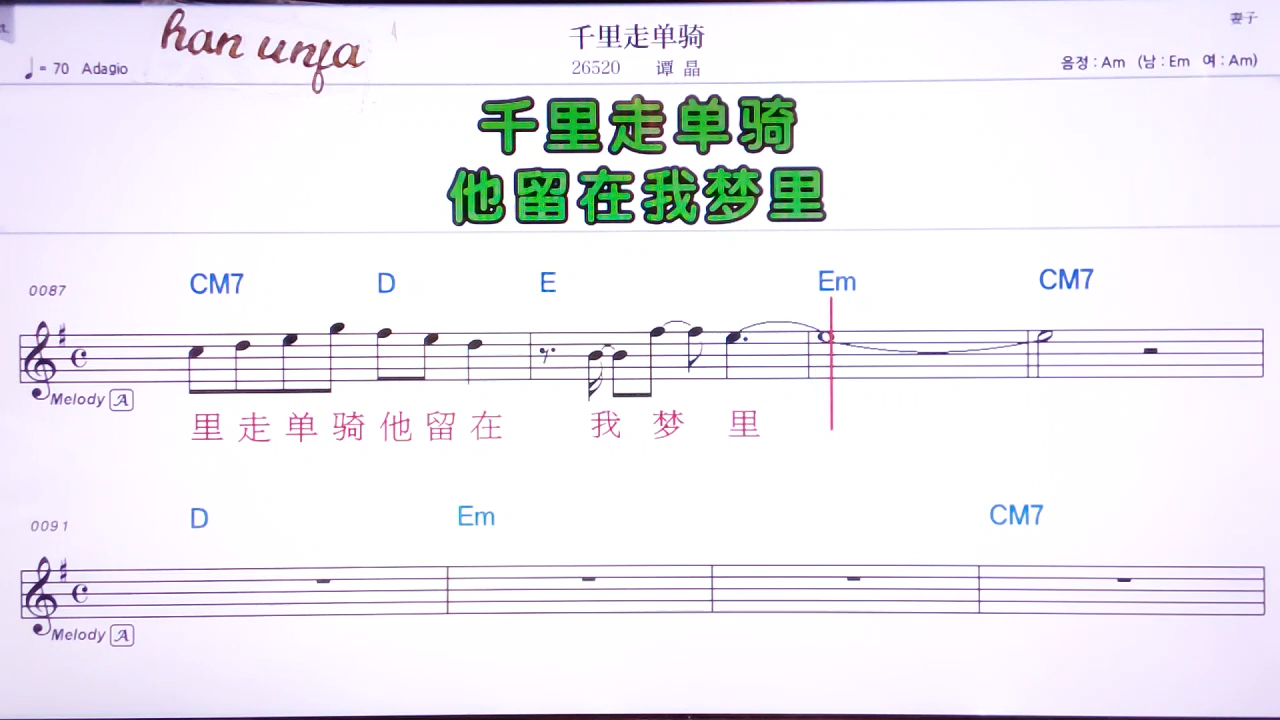 han unfa
千里走单骑
妻子
♩= 70 Adagio
26520 谭 晶
음정 : Am (남 : Em 여 : Am)
千里走单骑
他留在我梦里
CM7 D E Em CM7
0087
Melody A
里 走 单 骑 他 留 在 我 梦 里
D Em CM7
0091
Melody A